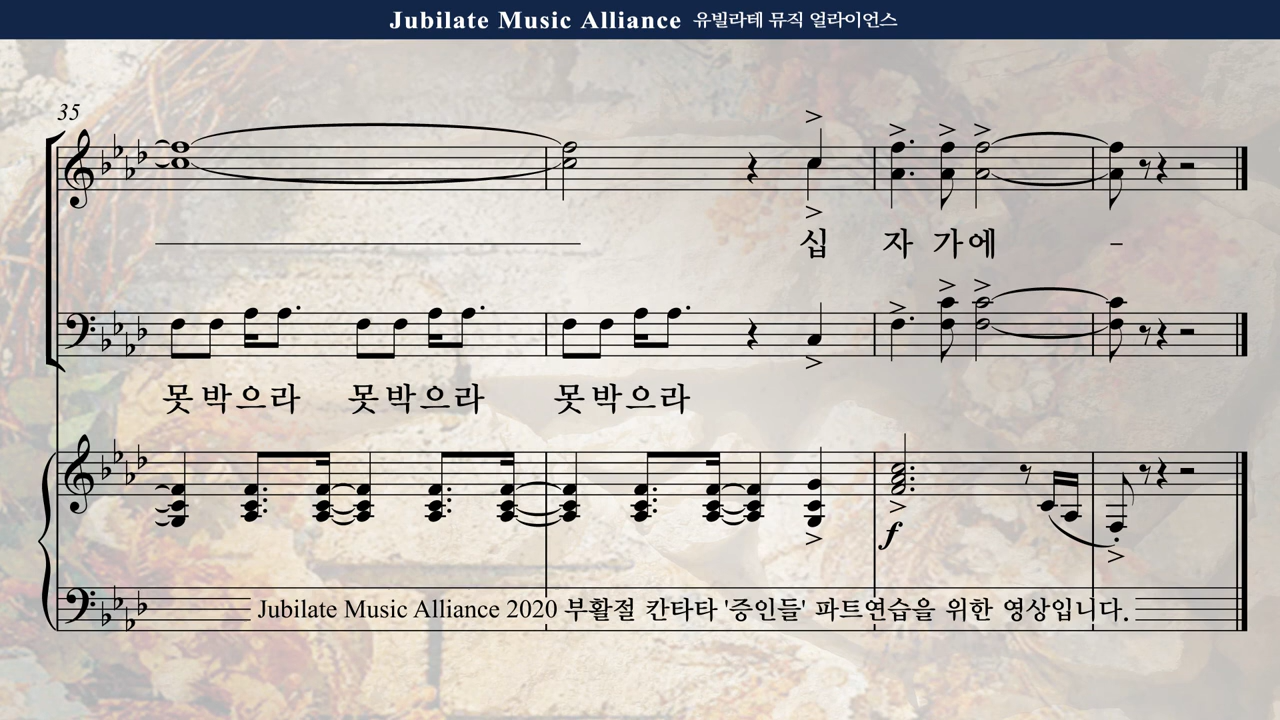 Jubilate Music Alliance 유빌라테 뮤직 얼라이언스
35
십 자 가에
못 박으라 못 박으라 못 박으라
f
Jubilate Music Alliance 2020 부활절 칸타타 '증인들' 파트연습을 위한 영상입니다.